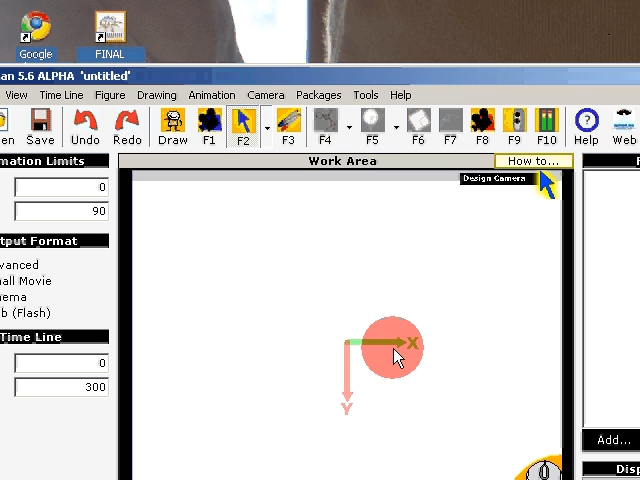 Google
FINAL
an 5.6 ALPHA 'untitled'
View Time Line Figure Drawing Animation Camera Packages Tools Help
en Save Undo Redo Draw F1 F2 F3 F4 F5 F6 F7 F8 F9 F10 Help Web
mation Limits
Work Area
How to...
0
Design Camera
90
tput Format
vanced
all Movie
ema
b (Flash)
Time Line
X
0
300
Y
Add...
Disp